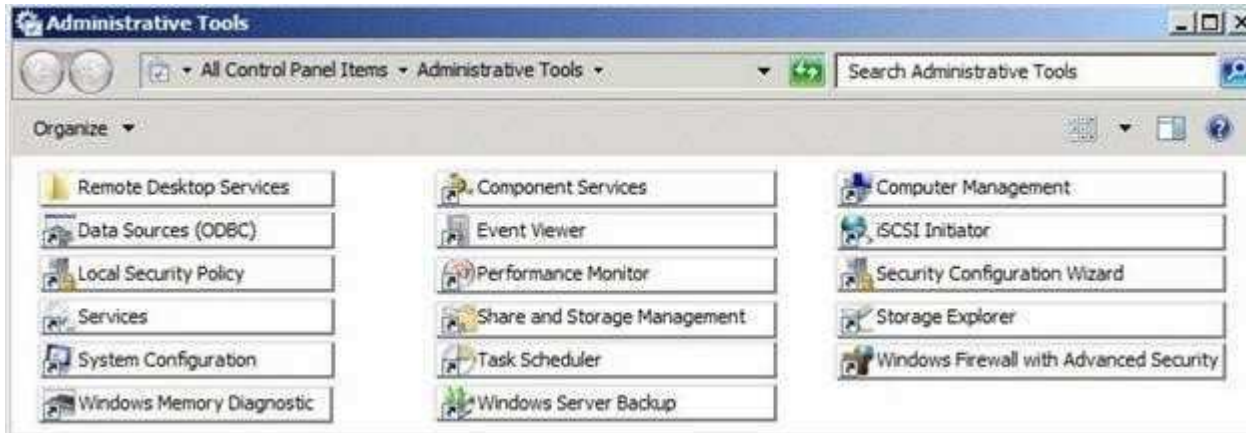 Administrative Tools
All Control Panel Items Administrative Tools
Search Administrative Tools
Organize
Remote Desktop Services Component Services Computer Management
Data Sources (ODBC) Event Viewer iSCSI Initiator
Local Security Policy Performance Monitor Security Configuration Wizard
Services Share and Storage Management Storage Explorer
System Configuration Task Scheduler Windows Firewall with Advanced Security
Windows Memory Diagnostic Windows Server Backup